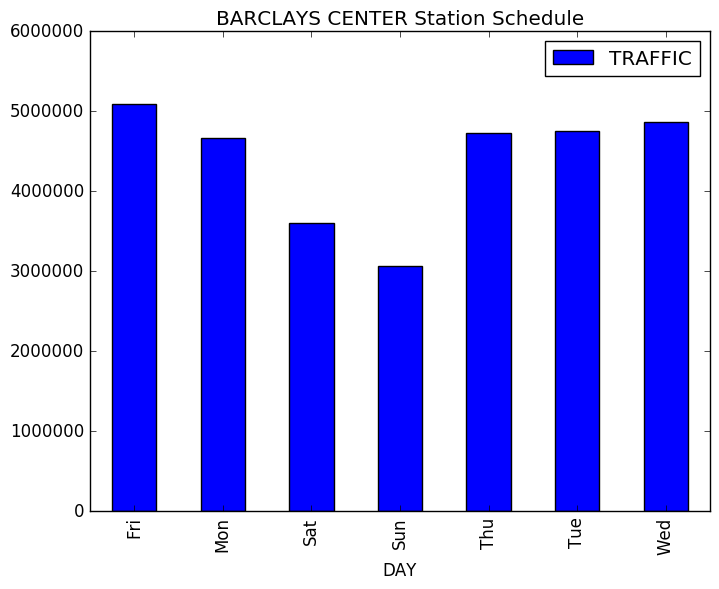 BARCLAYS CENTER Station Schedule
TRAFFIC
6000000
5000000
4000000
3000000
2000000
1000000
0
Fri
Mon
Sat
Sun
Thu
Tue
Wed
DAY